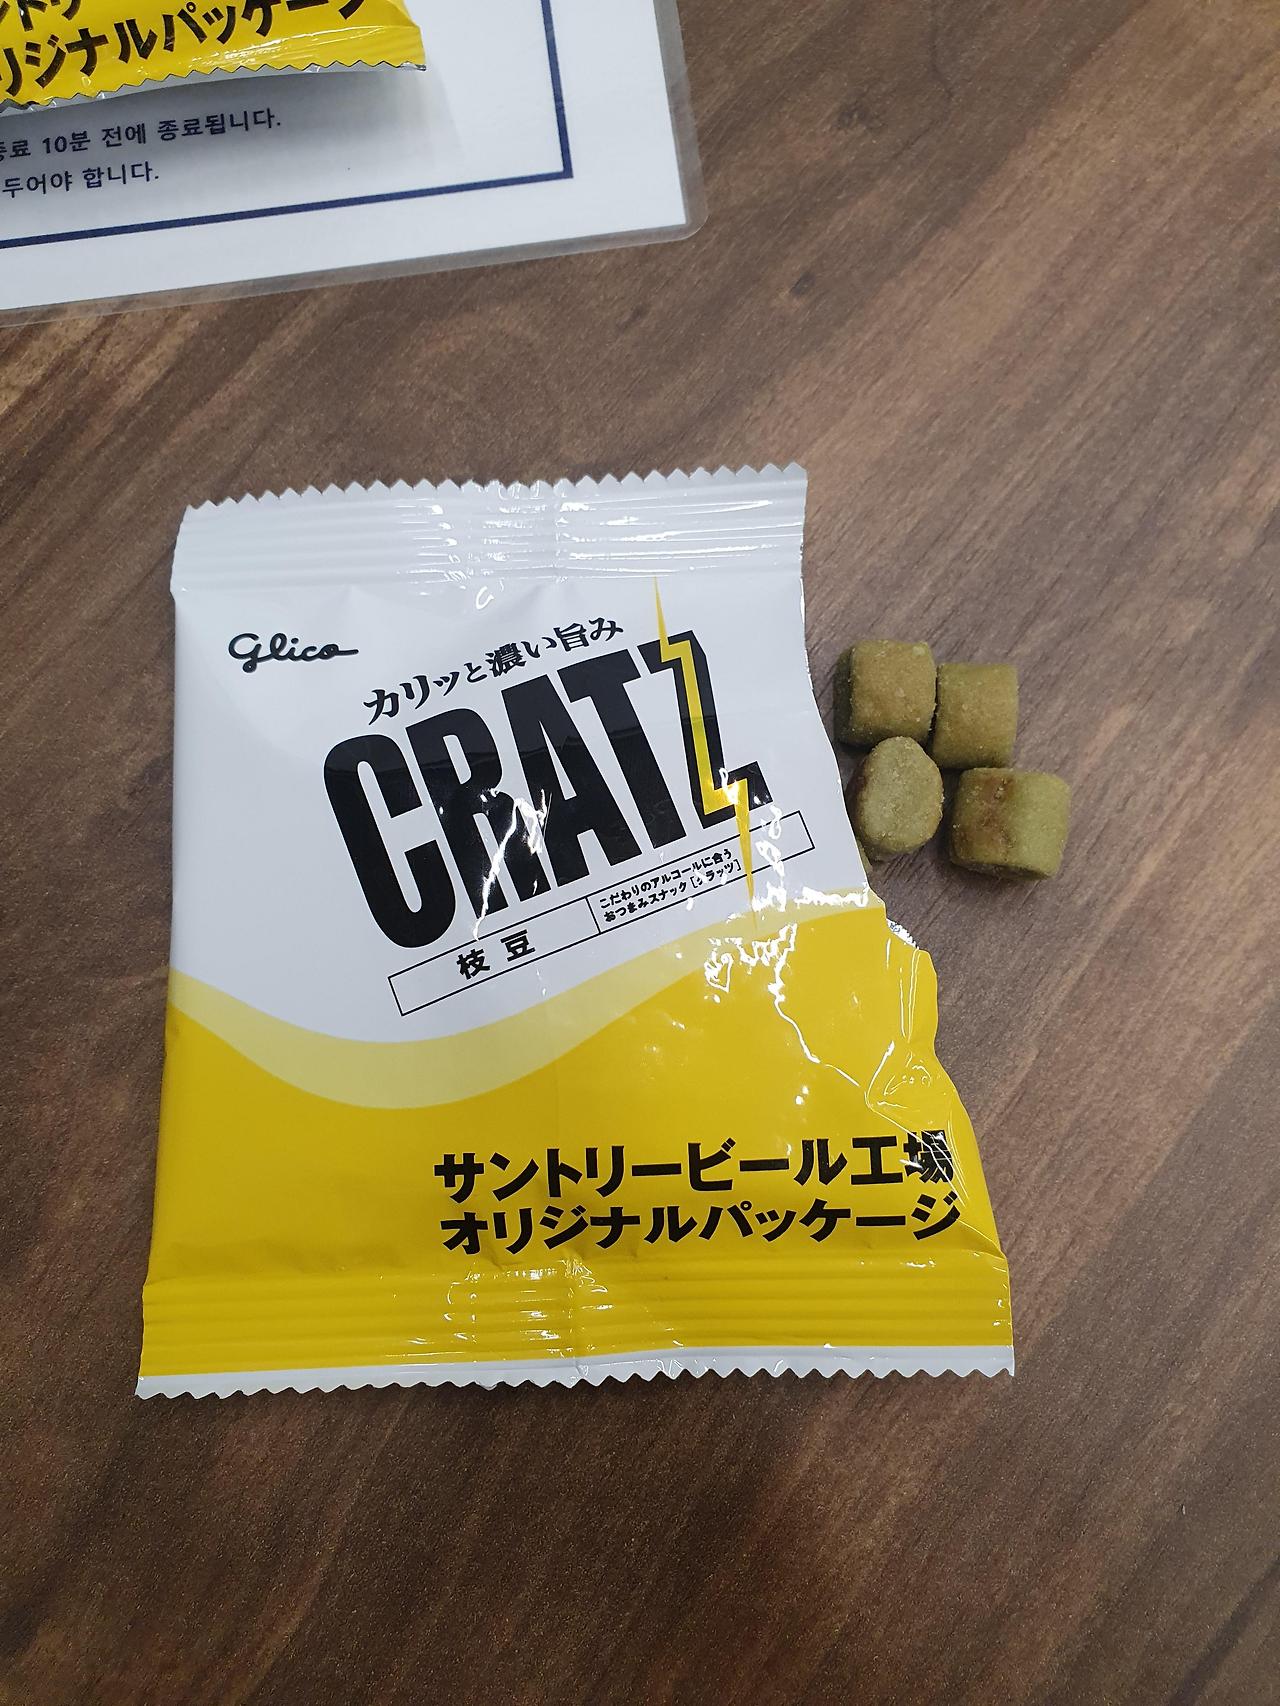 オリジナルパッケージ
종료 10분 전에 종료됩니다.
두어야 합니다.
Glico
カリッと濃い旨み
CRATZ
枝豆
こだわりのアルコールに合う
おつまみスナック［クラッツ］
サントリービール工場
オリジナルパッケージ